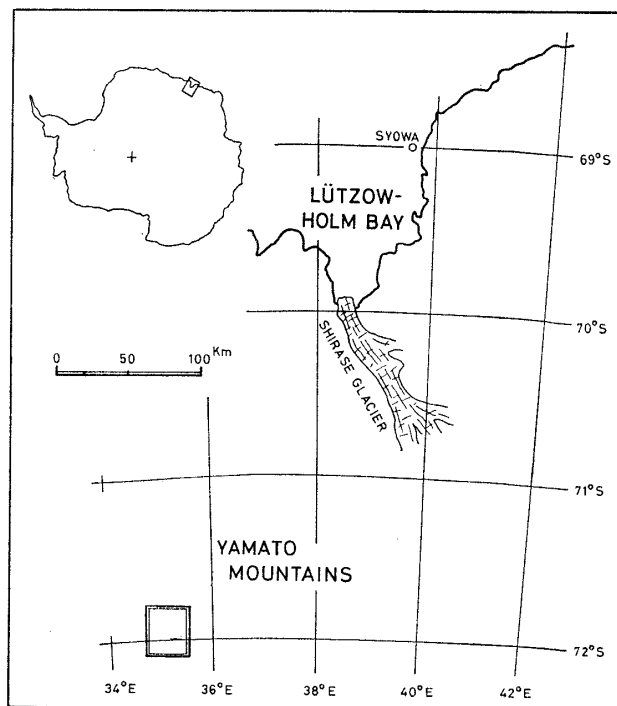 SYOWA
69°S
LÜTZOW-
HOLM BAY
70°S
Km
0 50 100
SHIRASE GLACIER
71°S
YAMATO
MOUNTAINS
72°S
34°E 36°E 38°E 40°E 42°E